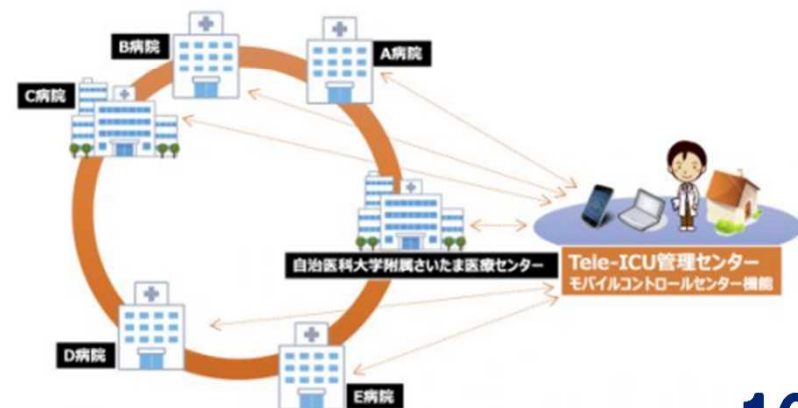 B病院
A病院
C病院
自治医科大学附属さいたま医療センター
Tele-ICU管理センター
モバイルコントロールセンター機能
D病院
E病院